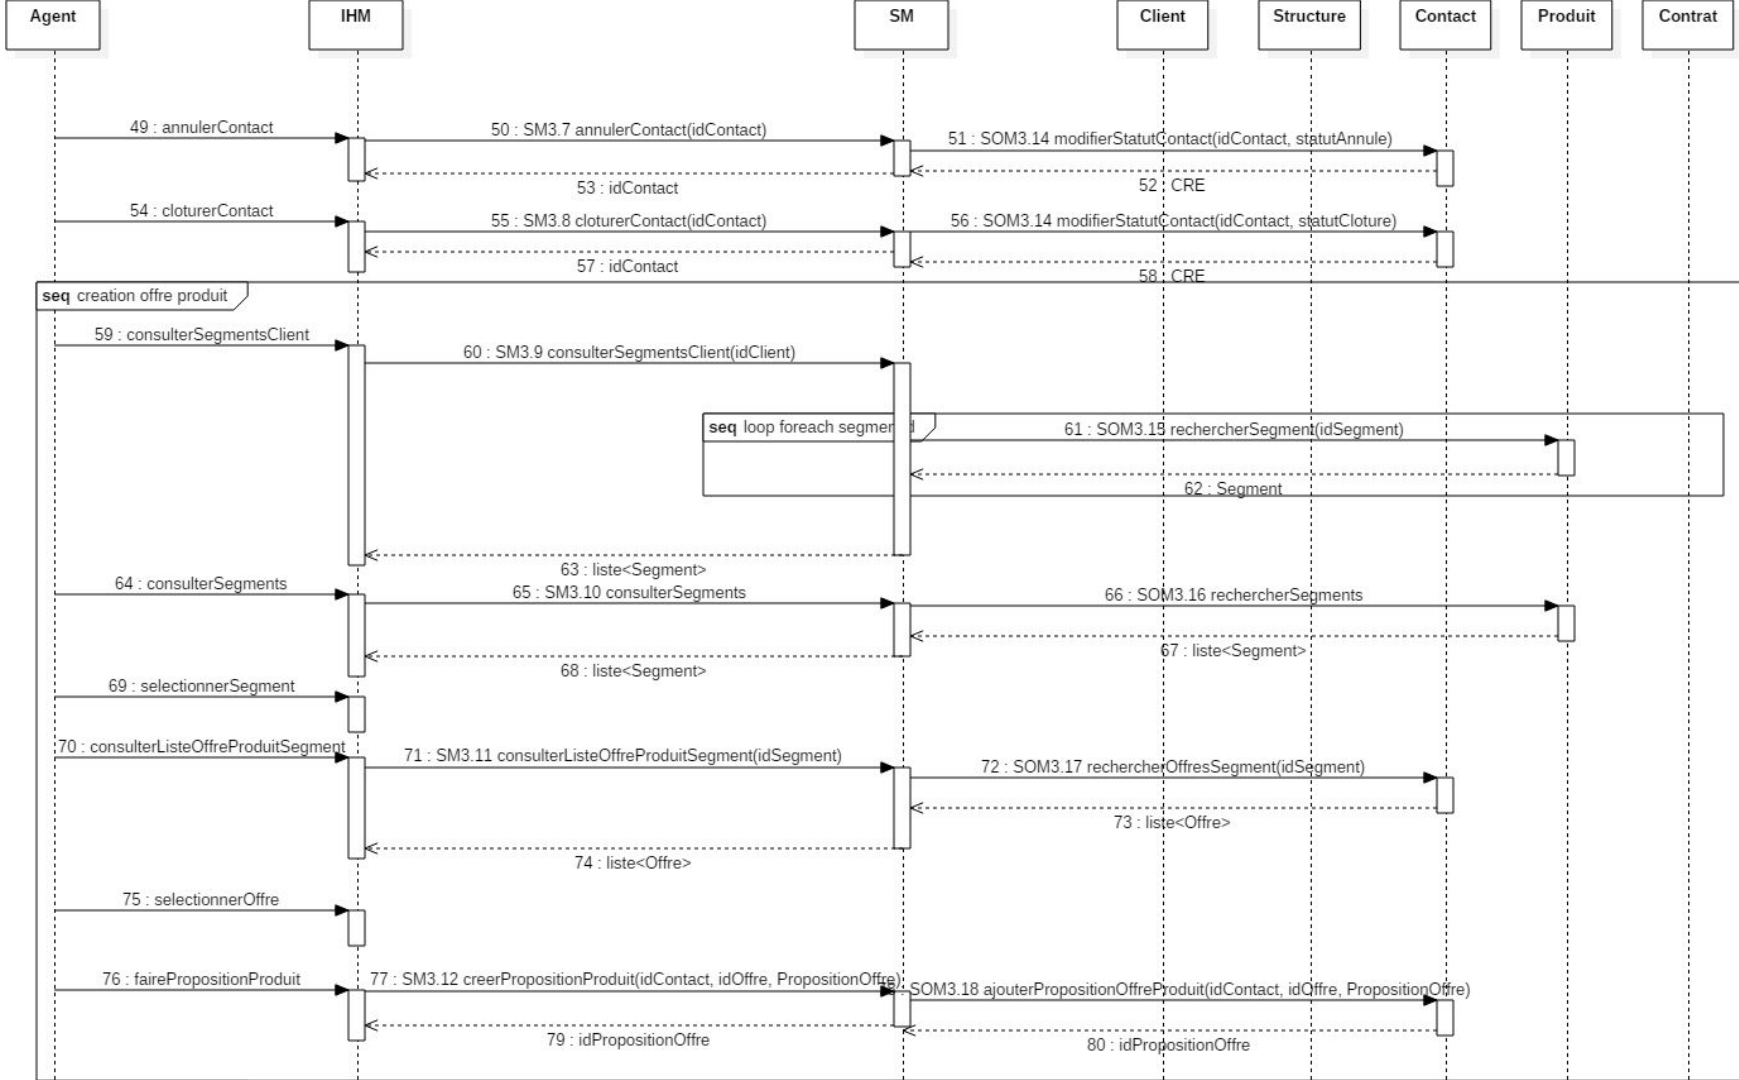 Agent
IHM
SM
Client
Structure
Contact
Produit
Contrat
49 : annulerContact
50 : SM3.7 annulerContact(idContact)
51 : SOM3.14 modifierStatutContact(idContact, statutAnnule)
52 : CRE
53 : idContact
54 : cloturerContact
55 : SM3.8 cloturerContact(idContact)
56 : SOM3.14 modifierStatutContact(idContact, statutCloture)
57 : idContact
58 : CRE
seq creation offre produit
59 : consulterSegmentsClient
60 : SM3.9 consulterSegmentsClient(idClient)
seq loop foreach
61 : SOM3.15 rechercherSegment(idSegment)
62 : Segment
63 : liste<Segment>
64 : consulterSegments
65 : SM3.10 consulterSegments
66 : SOM3.16 rechercherSegments
67 : liste<Segment>
68 : liste<Segment>
69 : selectionnerSegment
70 : consulterListeOffreProduitSegment
71 : SM3.11 consulterListeOffreProduitSegment(idSegment)
72 : SOM3.17 rechercherOffresSegment(idSegment)
73 : liste<Offre>
74 : liste<Offre>
75 : selectionnerOffre
76 : fairePropositionProduit
77 : SM3.12 creerPropositionProduit(idContact, idOffre, PropositionOffre)
: SOM3.18 ajouterPropositionOffreProduit(idContact, idOffre, PropositionOffre)
79 : idPropositionOffre
80 : idPropositionOffre